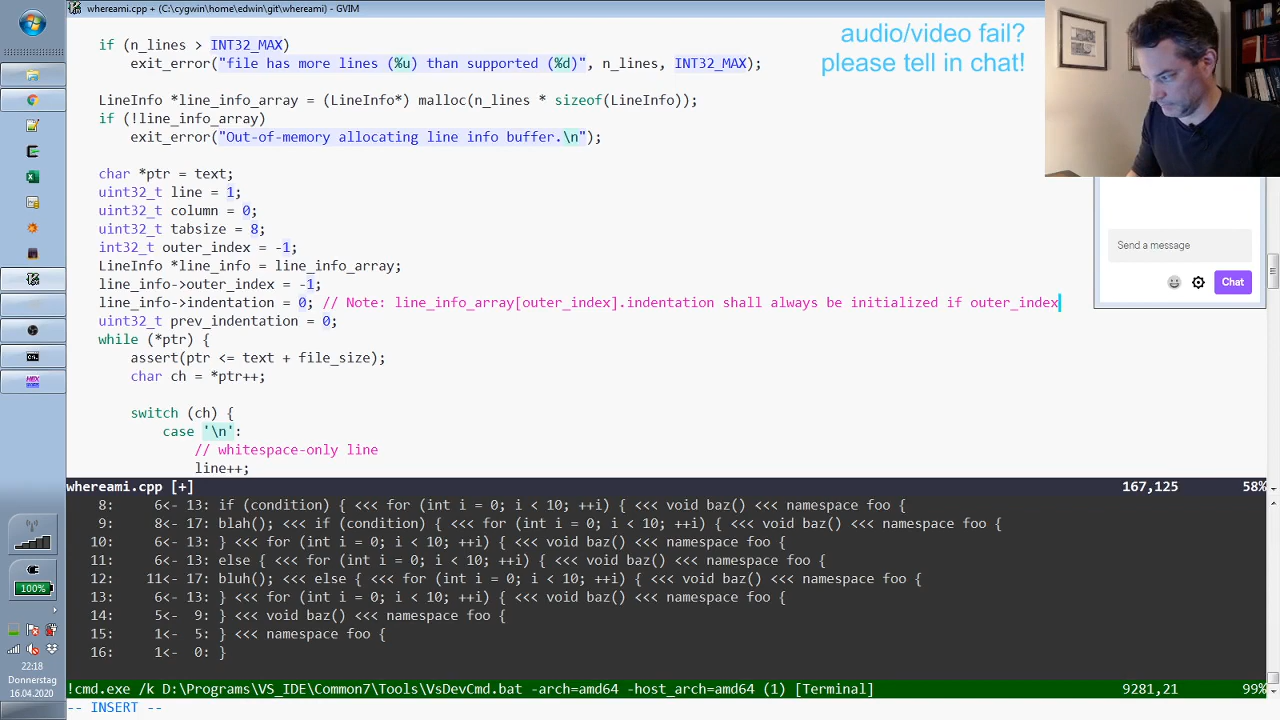 whereami.cpp + (C:\cygwin\home\edwin\git\whereami) - GVIM
audio/video fail?
please tell in chat!
if (n_lines > INT32_MAX)
exit_error("file has more lines (%u) than supported (%d)", n_lines, INT32_MAX);
LineInfo *line_info_array = (LineInfo*) malloc(n_lines * sizeof(LineInfo));
if (!line_info_array)
exit_error("Out-of-memory allocating line info buffer.\n");
char *ptr = text;
uint32_t line = 1;
uint32_t column = 0;
uint32_t tabsize = 8;
int32_t outer_index = -1;
LineInfo *line_info = line_info_array;
line_info->outer_index = -1;
line_info->indentation = 0; // Note: line_info_array[outer_index].indentation shall always be initialized if outer_index
uint32_t prev_indentation = 0;
while (*ptr) {
assert(ptr <= text + file_size);
char ch = *ptr++;
switch (ch) {
case '\n':
// whitespace-only line
line++;
Send a message
Chat
whereami.cpp [+] 167,125 58%
8: 6<- 13: if (condition) { <<< for (int i = 0; i < 10; ++i) { <<< void baz() <<< namespace foo {
9: 8<- 17: blah(); <<< if (condition) { <<< for (int i = 0; i < 10; ++i) { <<< void baz() <<< namespace foo {
10: 6<- 13: } <<< for (int i = 0; i < 10; ++i) { <<< void baz() <<< namespace foo {
11: 6<- 13: else { <<< for (int i = 0; i < 10; ++i) { <<< void baz() <<< namespace foo {
12: 11<- 17: bluh(); <<< else { <<< for (int i = 0; i < 10; ++i) { <<< void baz() <<< namespace foo {
13: 6<- 13: } <<< for (int i = 0; i < 10; ++i) { <<< void baz() <<< namespace foo {
14: 5<- 9: } <<< void baz() <<< namespace foo {
15: 1<- 5: } <<< namespace foo {
16: 1<- 0: }
!cmd.exe /k D:\Programs\VS_IDE\Common7\Tools\VsDevCmd.bat -arch=amd64 -host_arch=amd64 (1) [Terminal] 9281,21 99%
-- INSERT --
100%
22:18
Donnerstag
16.04.2020